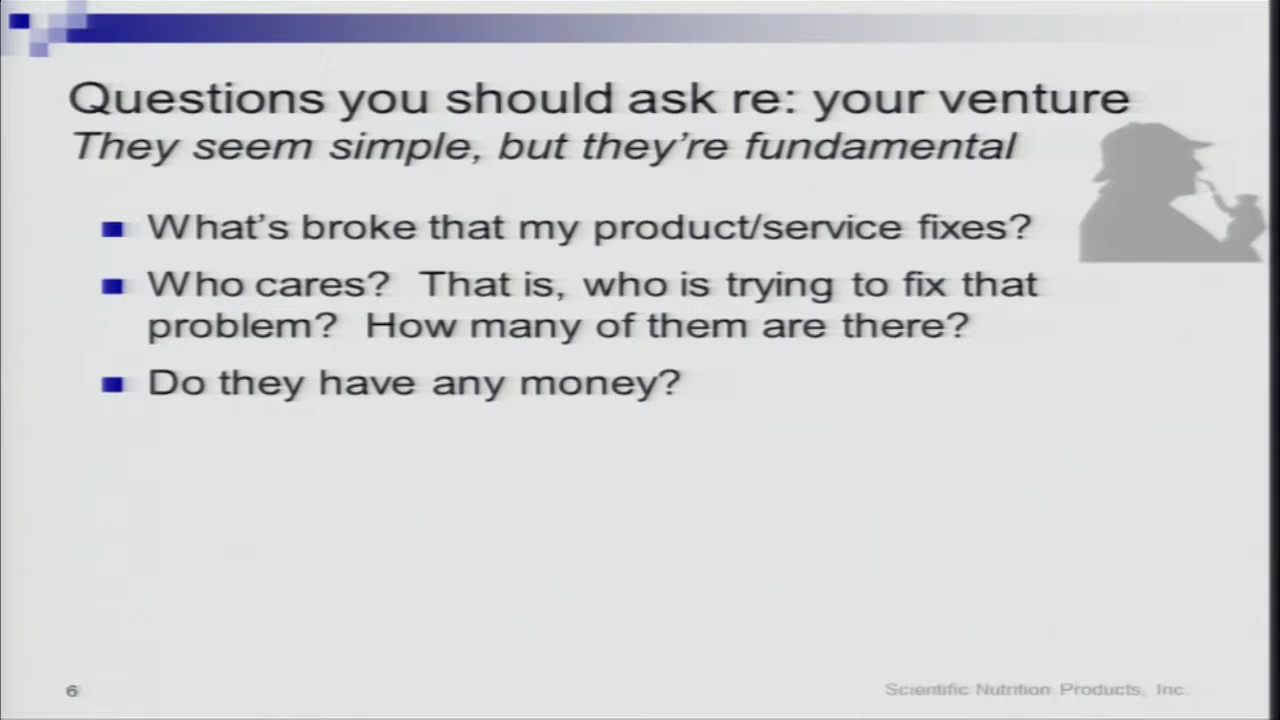 Questions you should ask re: your venture
They seem simple, but they're fundamental
What's broke that my product/service fixes?
Who cares? That is, who is trying to fix that
problem? How many of them are there?
Do they have any money?
6
Scientific Nutrition Products, Inc.